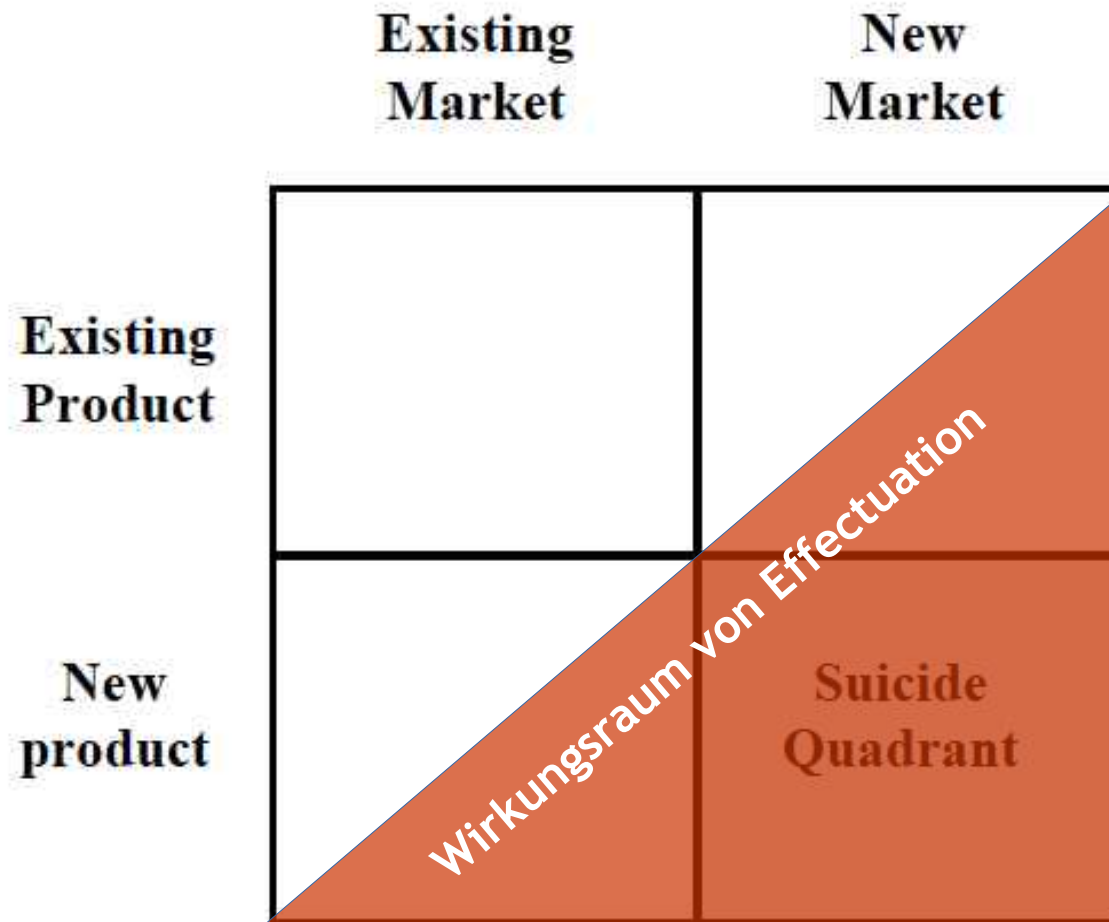 Existing
Market
New
Market
Existing
Product
New
product
Wirkungsraum von Effectuation
Suicide
Quadrant